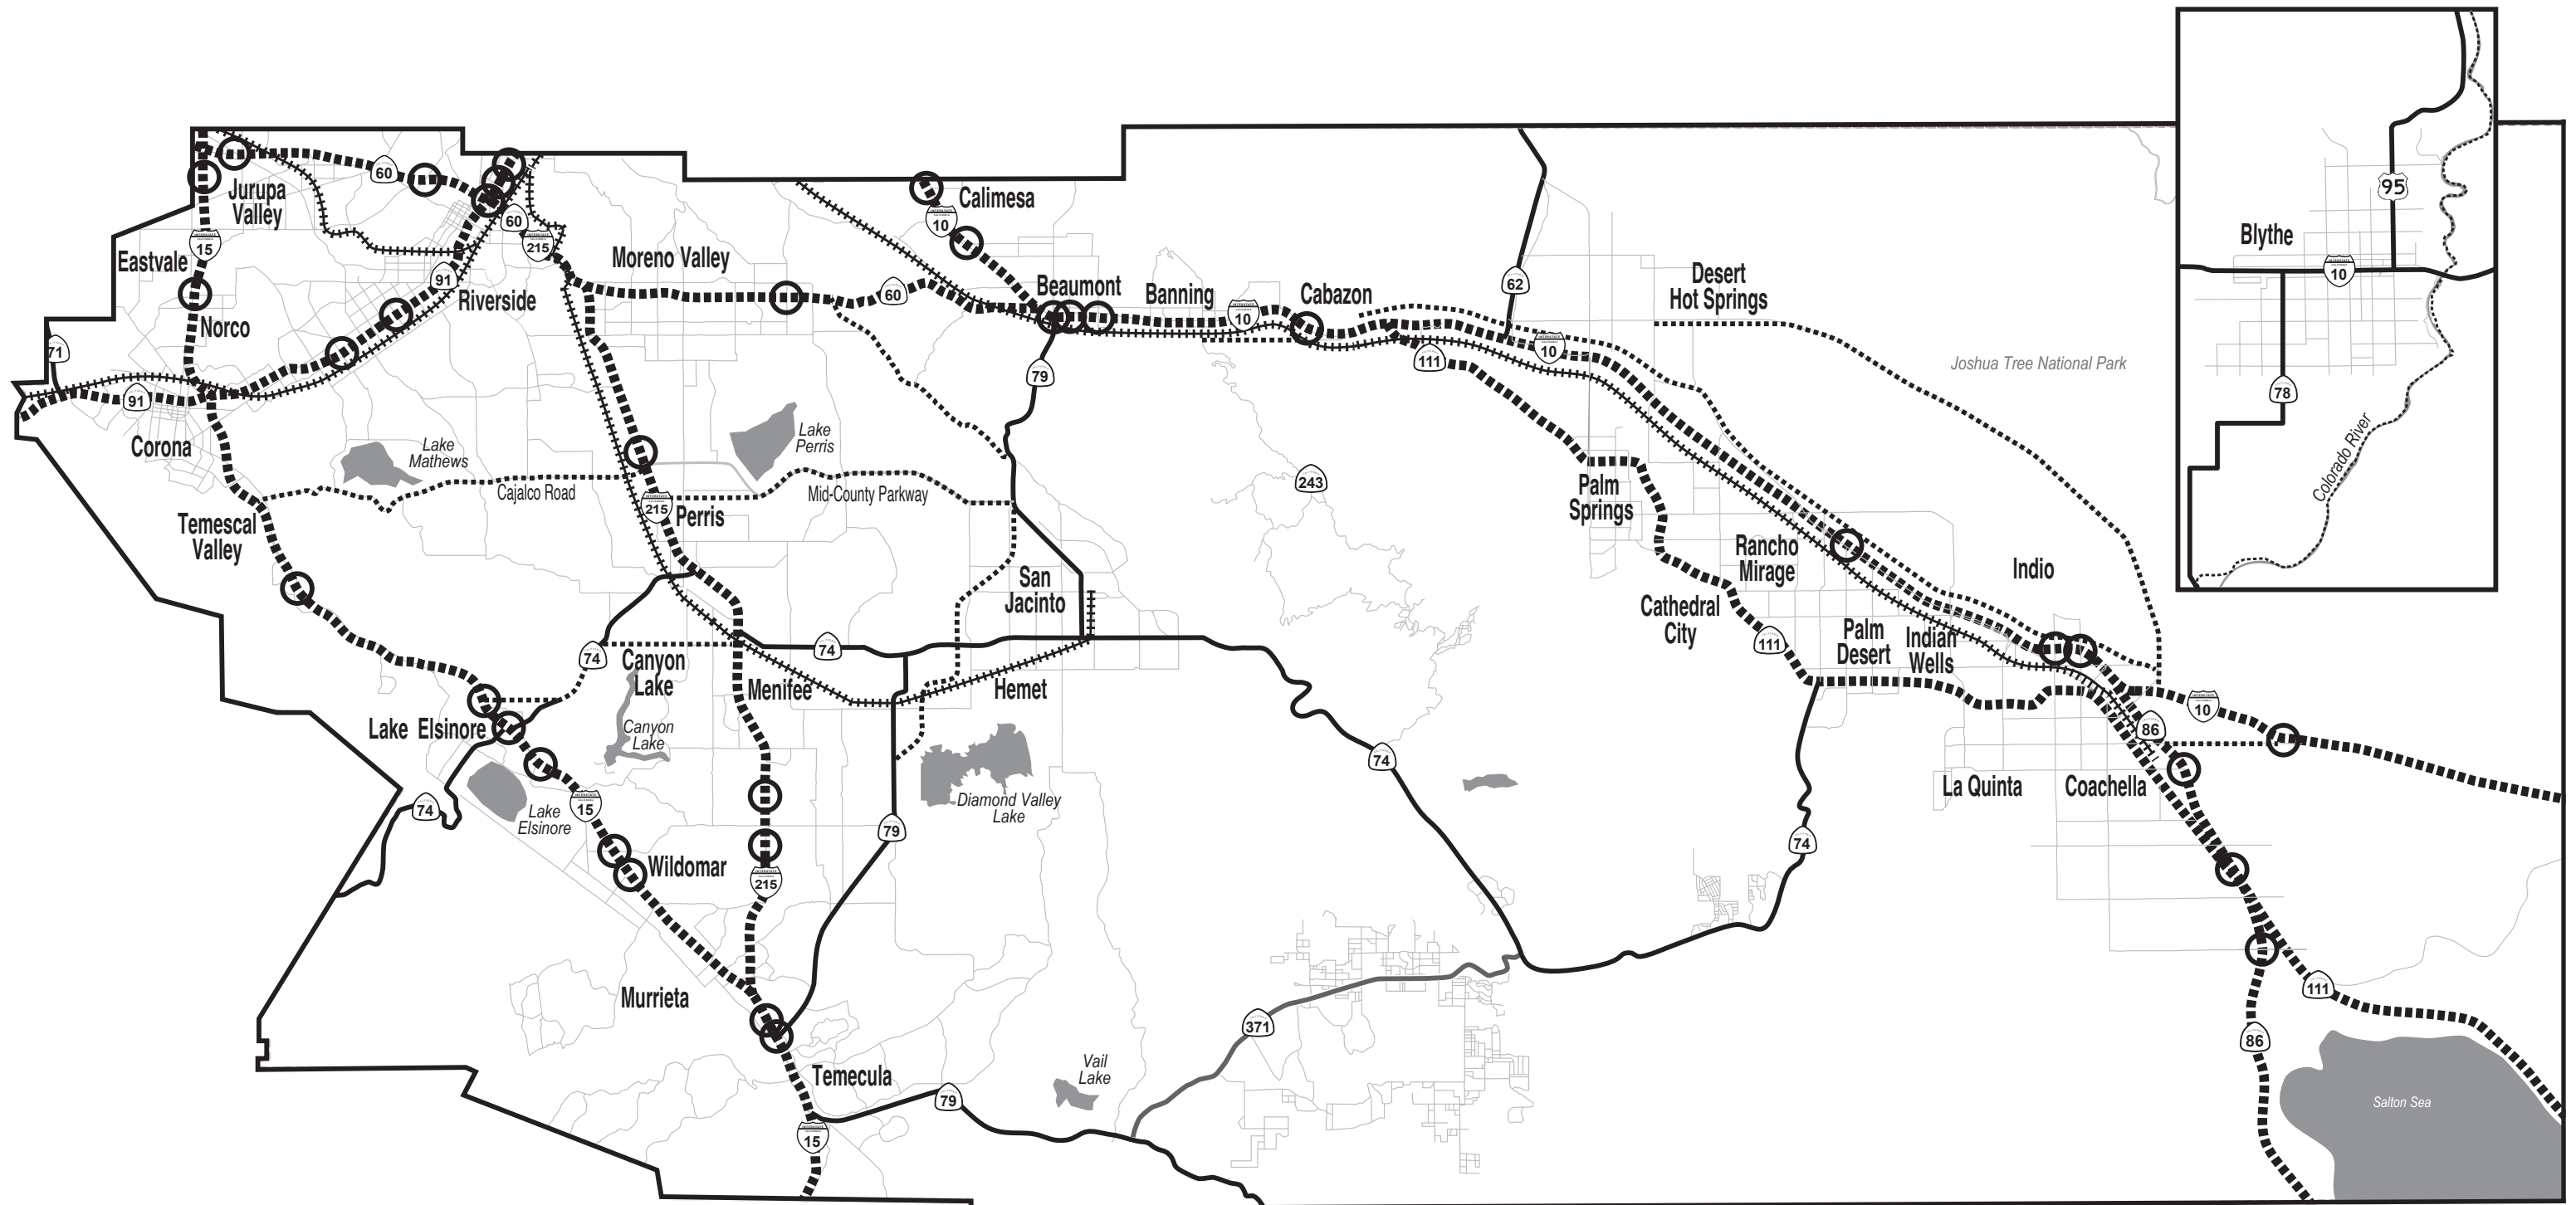 95
Blythe
10
78
Colorado River
60
Jurupa
Valley
15
Eastvale
Norco
71
91
Corona
60
215
91
Riverside
Moreno Valley
60
Calimesa
10
Beaumont
Banning
10
Cabazon
79
111
62
10
Desert
Hot Springs
Joshua Tree National Park
Lake
Mathews
Lake
Perris
Cajalco Road
Mid-County Parkway
215
Perris
Temescal
Valley
San
Jacinto
243
Palm
Springs
Rancho
Mirage
Cathedral
City
111
Palm
Desert
Indian
Wells
Indio
10
86
La Quinta
Coachella
74
Canyon
Lake
74
Menifee
Hemet
Lake Elsinore
Canyon
Lake
74
Lake
Elsinore
15
Diamond Valley
Lake
79
74
74
Wildomar
215
Murrieta
Temecula
79
15
Vail
Lake
371
111
86
Salton Sea